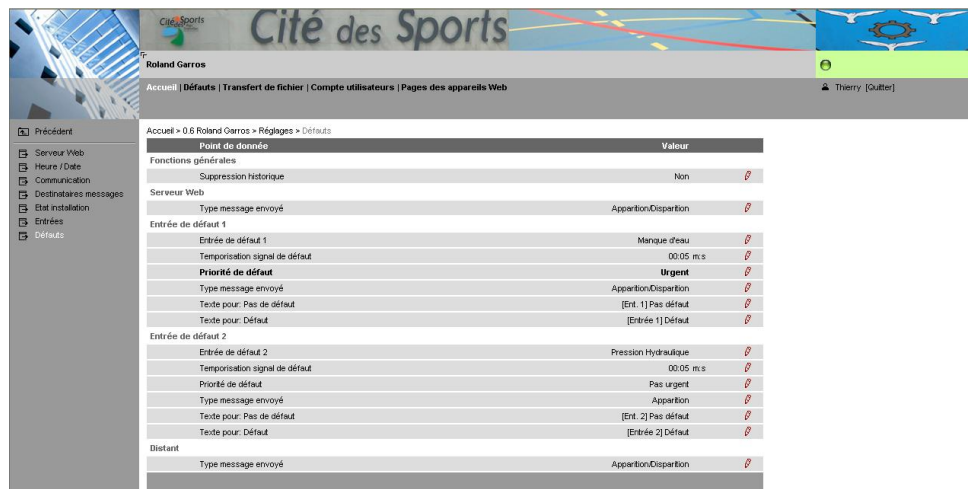 Cité Sports
Cité des Sports
Roland Garros
Accueil | Défauts | Transfert de fichier | Compte utilisateurs | Pages des appareils Web
Thierry [Quitter]
Précédent
Serveur Web
Heure / Date
Communication
Destinataires messages
Etat installation
Entrées
Défauts
Accueil > 0.6 Roland Garros > Réglages > Défauts
Point de donnée Valeur
Fonctions générales
Suppression historique Non
Serveur Web
Type message envoyé Apparition/Disparition
Entrée de défaut 1
Entrée de défaut 1 Manque d'eau
Temporisation signal de défaut 00:05 m:s
Priorité de défaut Urgent
Type message envoyé Apparition/Disparition
Texte pour: Pas de défaut [Ent. 1] Pas défaut
Texte pour: Défaut [Entrée 1] Défaut
Entrée de défaut 2
Entrée de défaut 2 Pression Hydraulique
Temporisation signal de défaut 00:05 m:s
Priorité de défaut Pas urgent
Type message envoyé Apparition
Texte pour: Pas de défaut [Ent. 2] Pas défaut
Texte pour: Défaut [Entrée 2] Défaut
Distant
Type message envoyé Apparition/Disparition